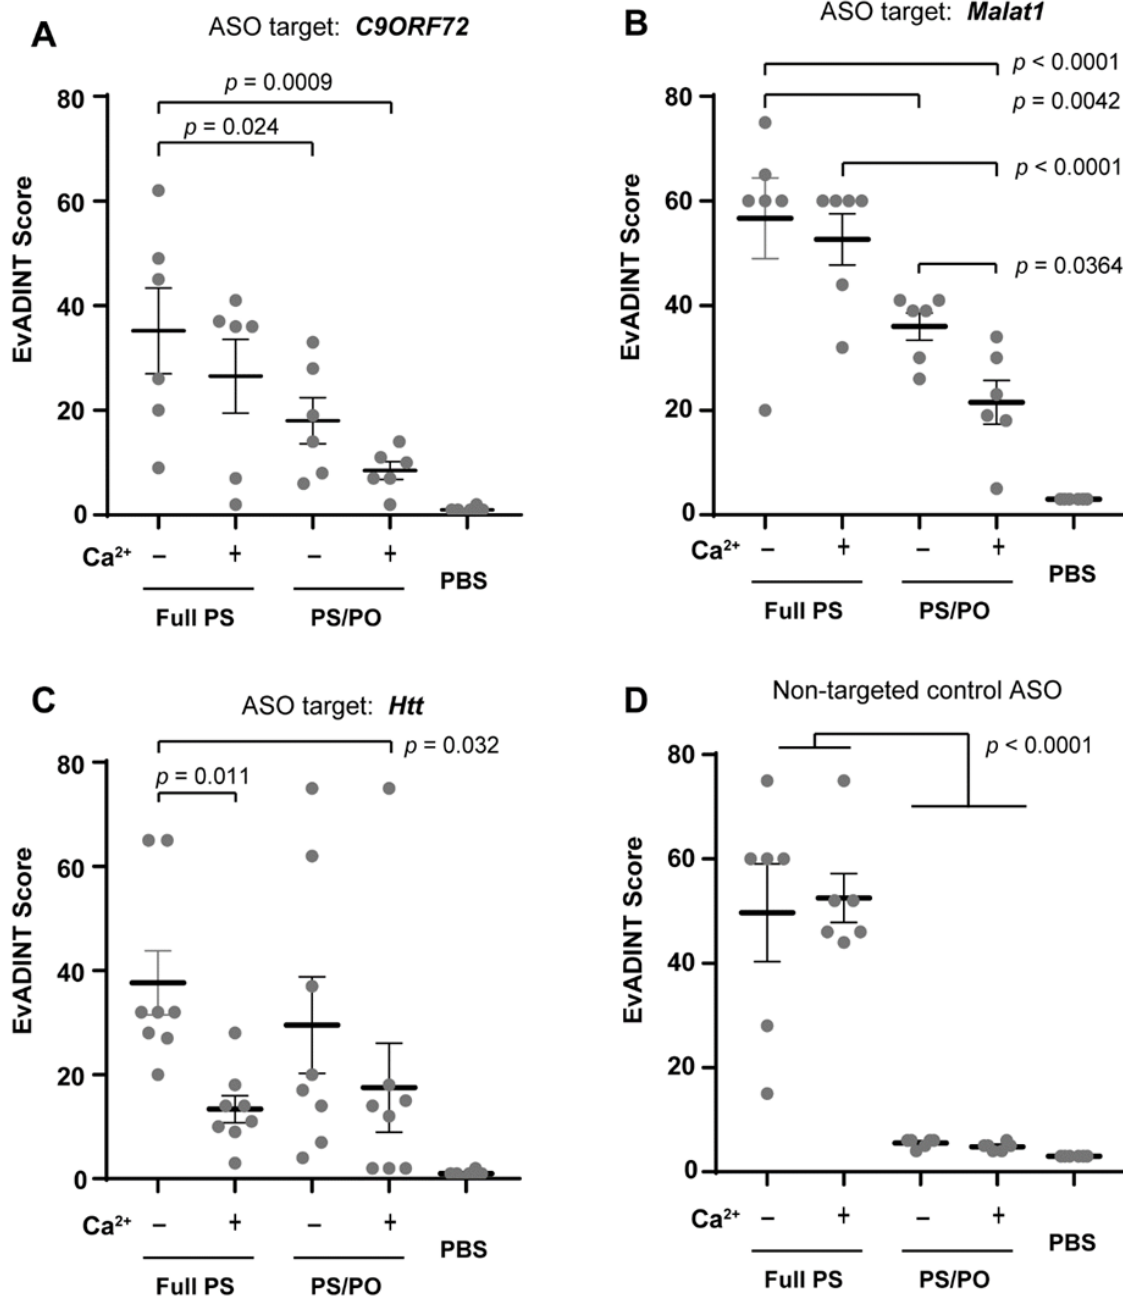 A
ASO target: C9ORF72
p = 0.0009
p = 0.024
EvADINT Score
80
60
40
20
0
Ca²⁺ – + – +
Full PS PS/PO PBS
B
ASO target: Malat1
p < 0.0001
p = 0.0042
p < 0.0001
p = 0.0364
EvADINT Score
80
60
40
20
0
Ca²⁺ – + – +
Full PS PS/PO PBS
C
ASO target: Htt
p = 0.032
p = 0.011
EvADINT Score
80
60
40
20
0
Ca²⁺ – + – +
Full PS PS/PO PBS
D
Non-targeted control ASO
p < 0.0001
EvADINT Score
80
60
40
20
0
Ca²⁺ – + – +
Full PS PS/PO PBS